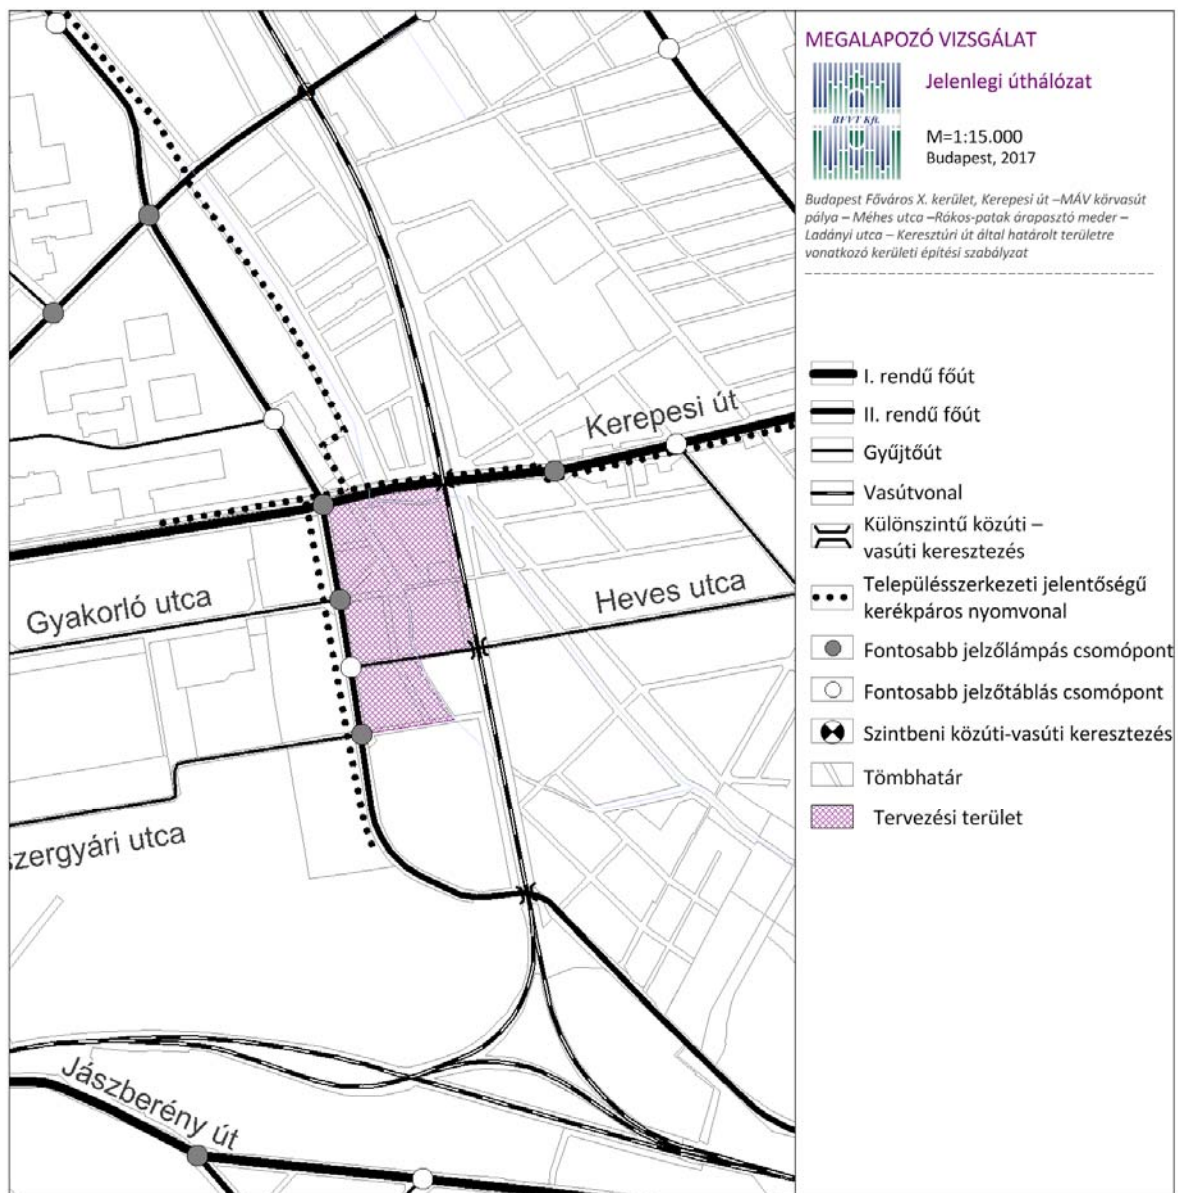 MEGALAPOZÓ VIZSGÁLAT
BFVT Kft.
Jelenlegi úthálózat
M=1:15.000
Budapest, 2017
Budapest Főváros X. kerület, Kerepesi út –MÁV körvasút
pálya – Méhes utca –Rákos-patak árapasztó meder –
Ladányi utca – Keresztúri út által határolt területre
vonatkozó kerületi építési szabályzat
I. rendű főút
II. rendű főút
Gyűjtőút
Vasútvonal
Különszintű közúti –
vasúti keresztezés
Településszerkezeti jelentőségű
kerékpáros nyomvonal
Fontosabb jelzőlámpás csomópont
Fontosabb jelzőtáblás csomópont
Szintbeni közúti-vasúti keresztezés
Tömbhatár
Tervezési terület
Kerepesi út
Gyakorló utca
Heves utca
szergyári utca
Jászberény út